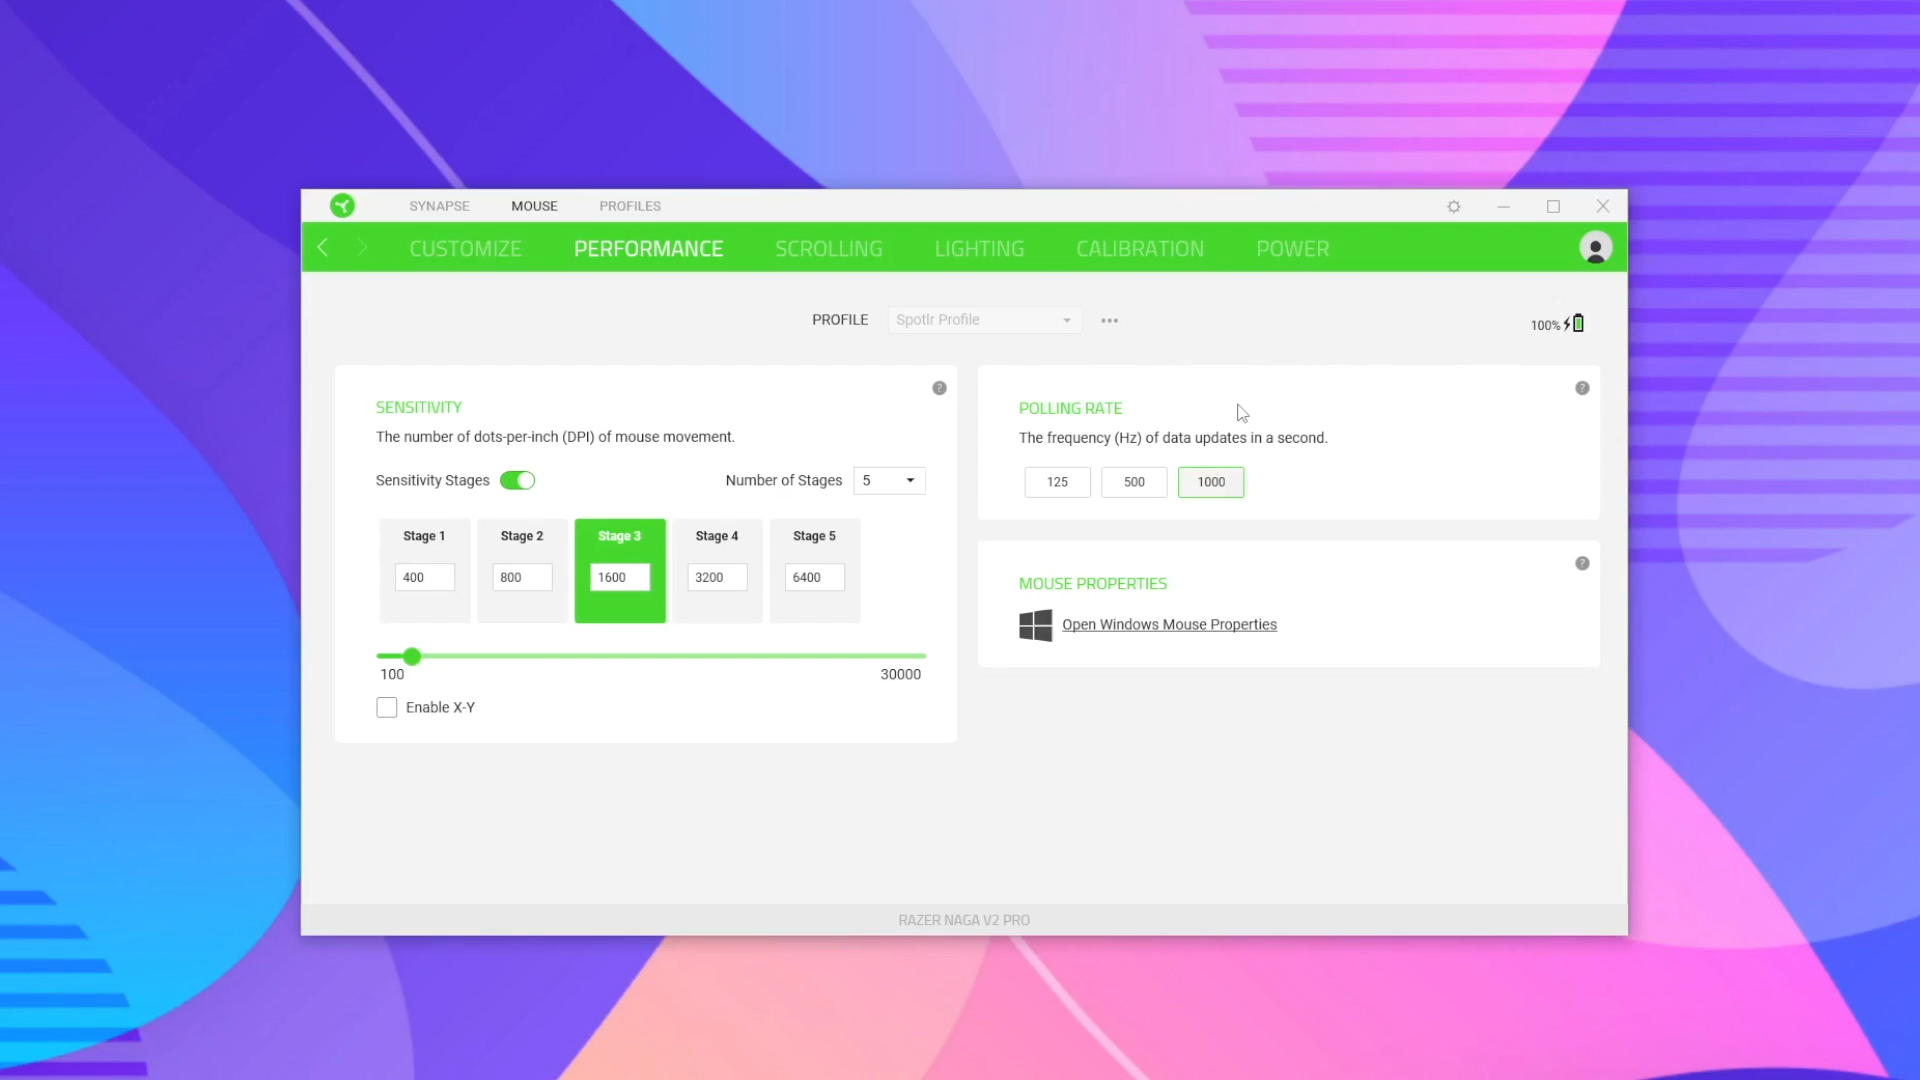 SYNAPSE MOUSE PROFILES
CUSTOMIZE PERFORMANCE SCROLLING LIGHTING CALIBRATION POWER
PROFILE Spotlr Profile
100%
SENSITIVITY
The number of dots-per-inch (DPI) of mouse movement.
Sensitivity Stages Number of Stages 5
Stage 1 Stage 2 Stage 3 Stage 4 Stage 5
400 800 1600 3200 6400
100 30000
Enable X-Y
POLLING RATE
The frequency (Hz) of data updates in a second.
125 500 1000
MOUSE PROPERTIES
Open Windows Mouse Properties
RAZER NAGA V2 PRO